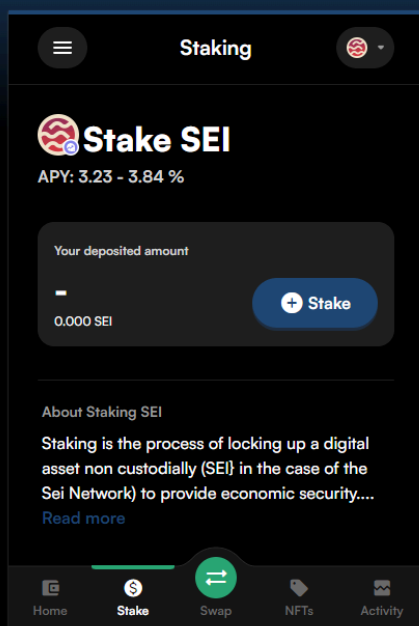 Staking
Stake SEI
APY: 3.23 - 3.84 %
Your deposited amount
-
0.000 SEI
Stake
About Staking SEI
Staking is the process of locking up a digital
asset non custodially (SEI} in the case of the
Sei Network) to provide economic security....
Read more
Home
Stake
Swap
NFTs
Activity